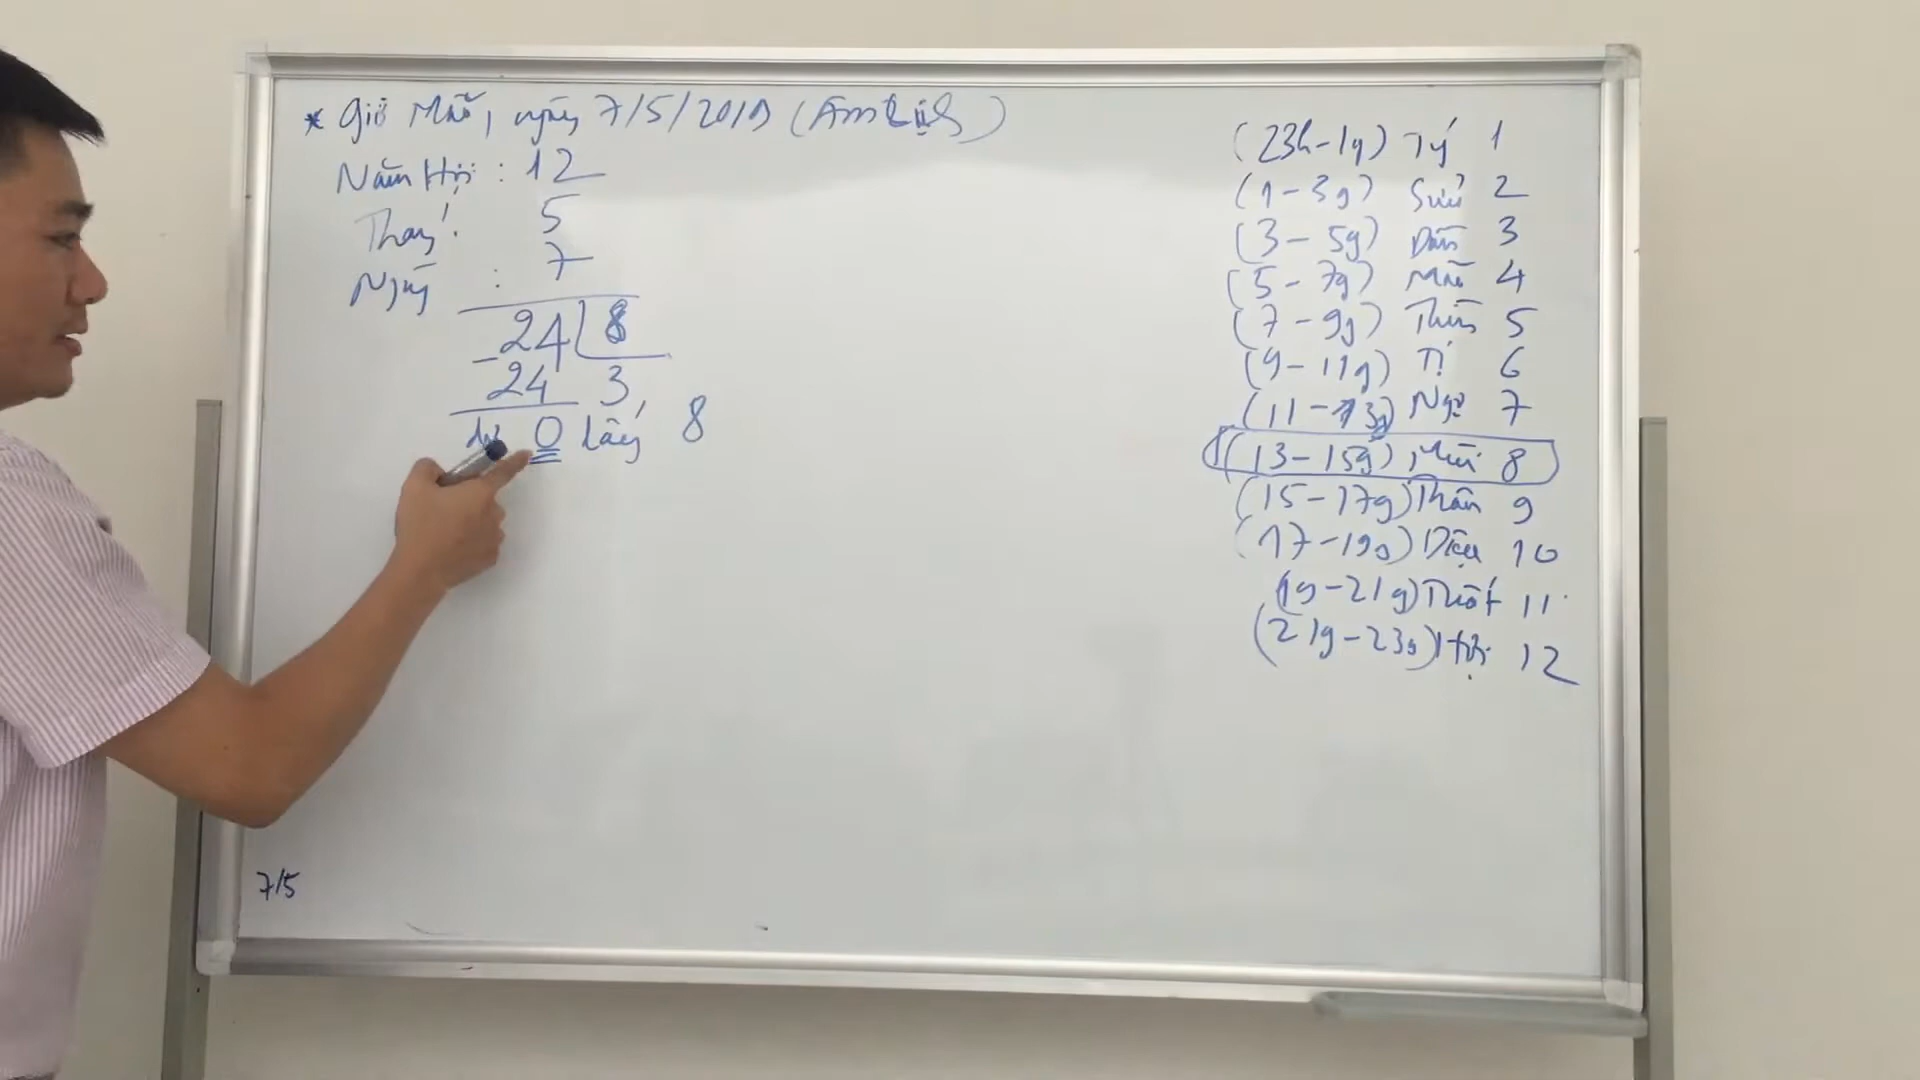 * Giờ Mão, ngày 7/5/2019 (Âm Lịch)
Năm Hợi : 12
Tháng : 5
Ngày : 7
24 8
- 24 3
dư 0 lấy 8
7/5
(23h-1g) Tý 1
(1-3g) Sửu 2
(3-5g) Dần 3
(5-7g) Mão 4
(7-9g) Thìn 5
(9-11g) Tị 6
(11-13g) Ngọ 7
(13-15g) Mùi 8
(15-17g) Thân 9
(17-19g) Dậu 10
(19-21g) Tuất 11
(21g-23g) Hợi 12